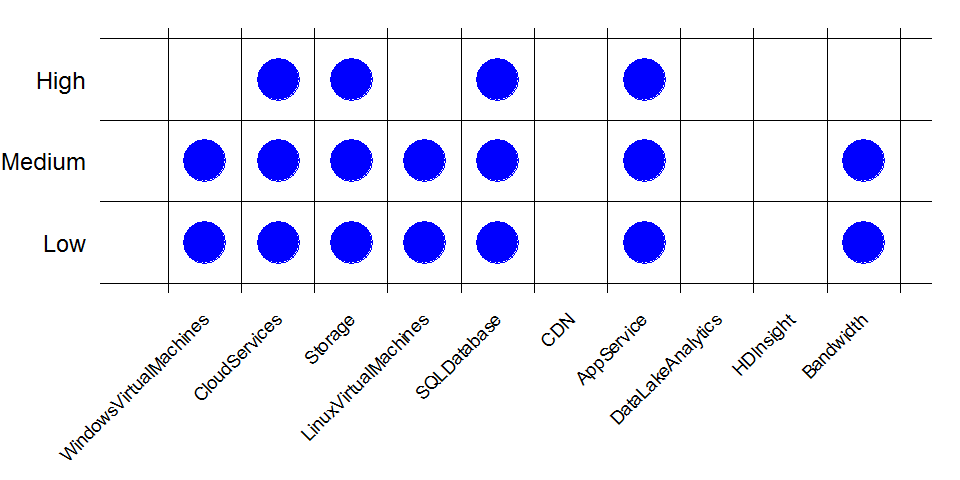 High
Medium
Low
WindowsVirtualMachines
CloudServices
Storage
LinuxVirtualMachines
SQLDatabase
CDN
AppService
DataLakeAnalytics
HDInsight
Bandwidth